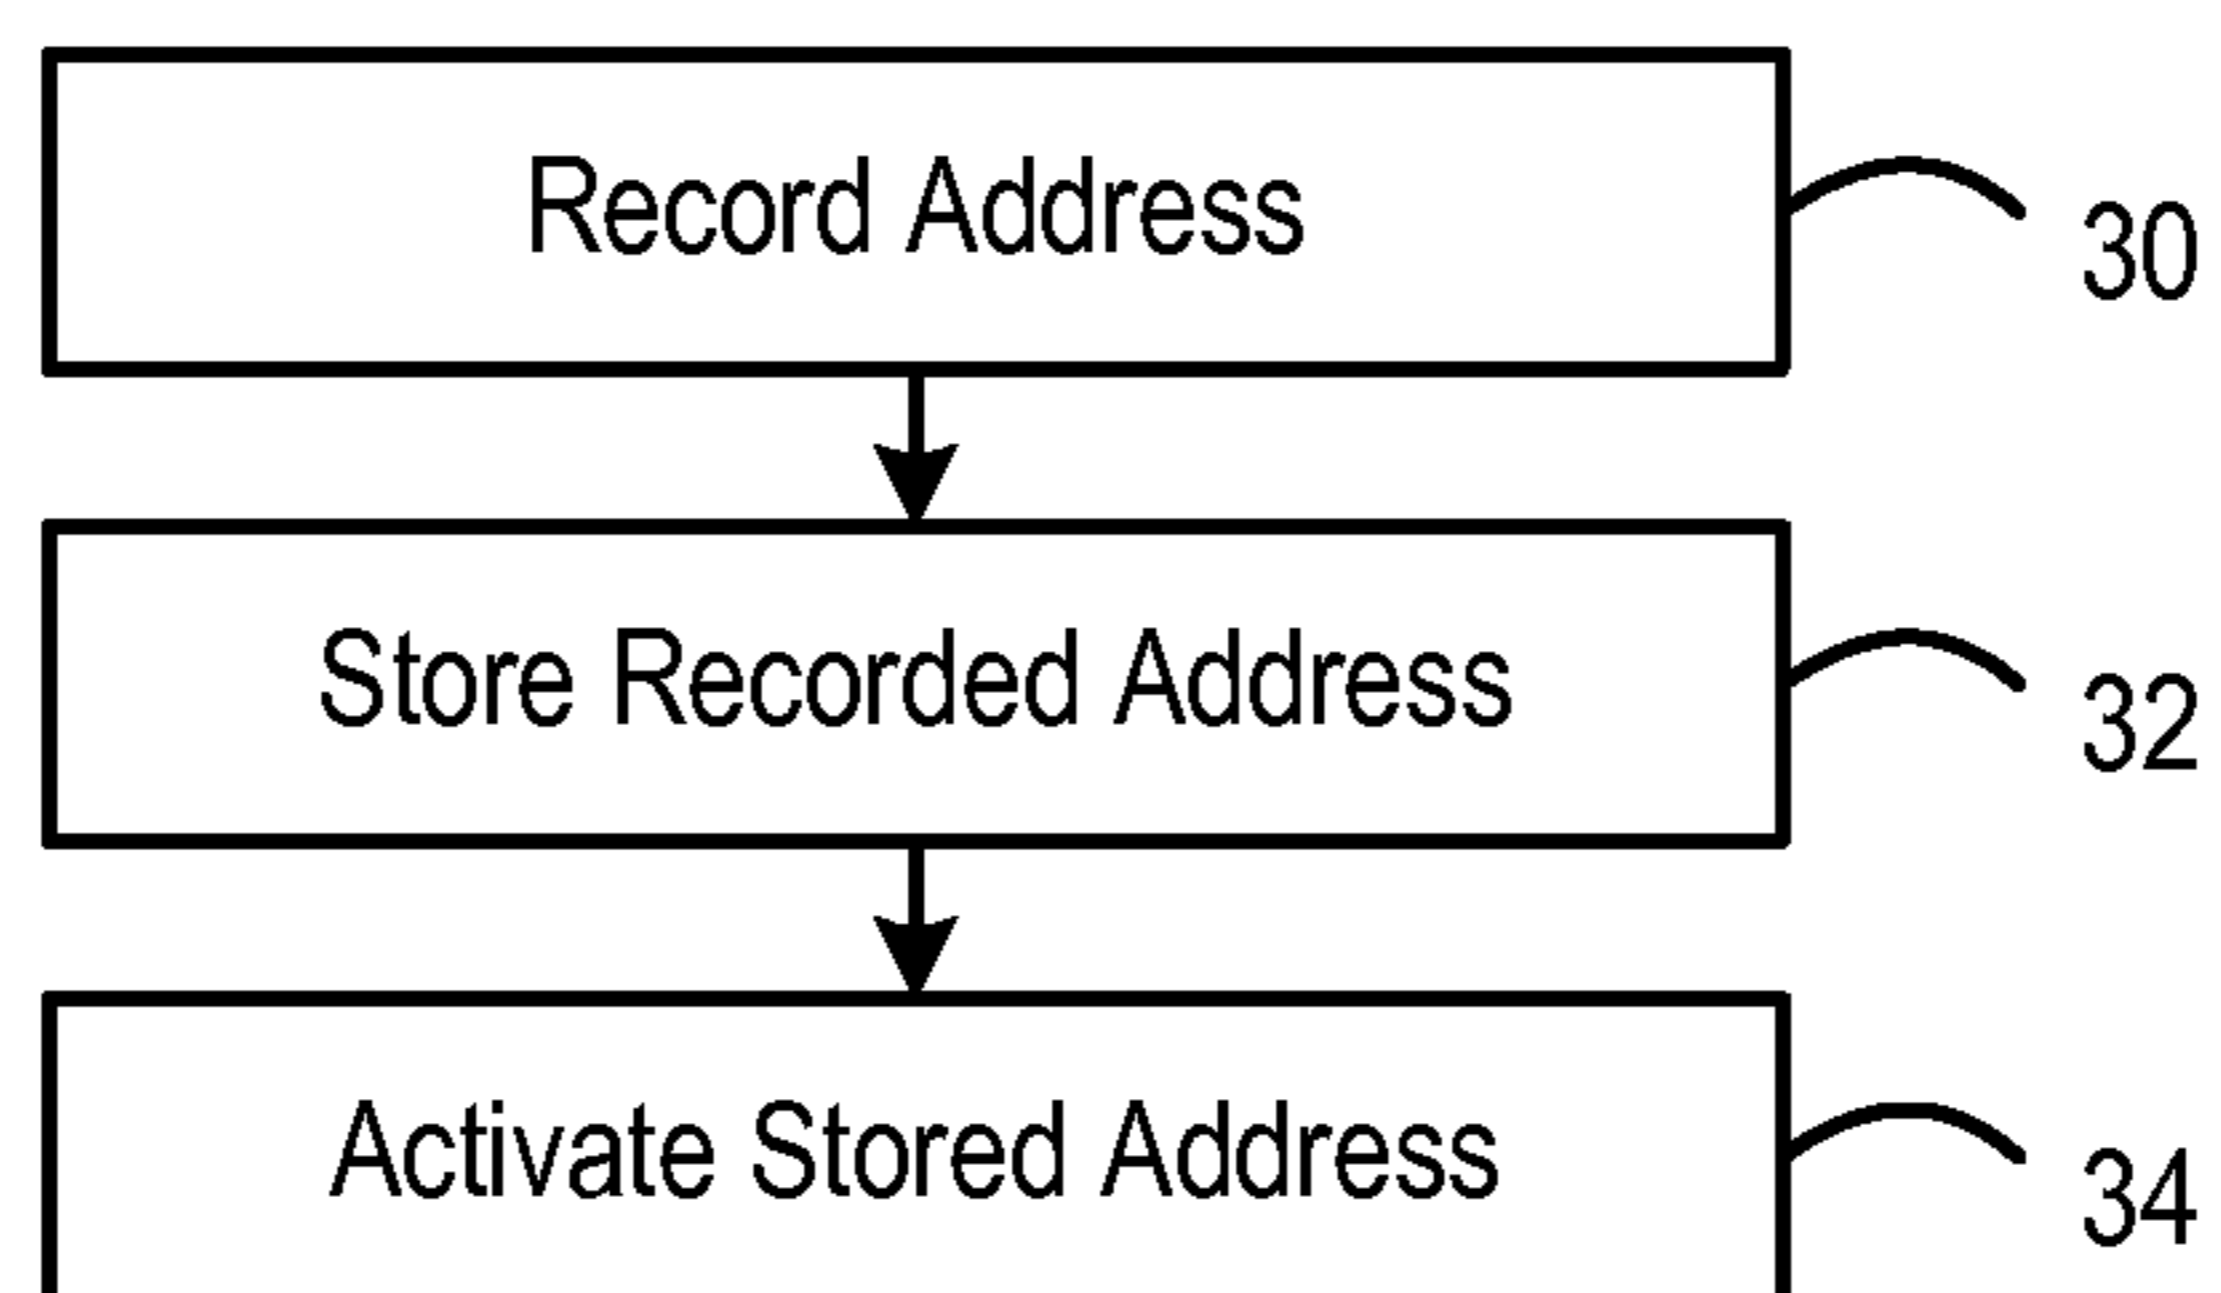 Record Address
30
Store Recorded Address
32
Activate Stored Address
34